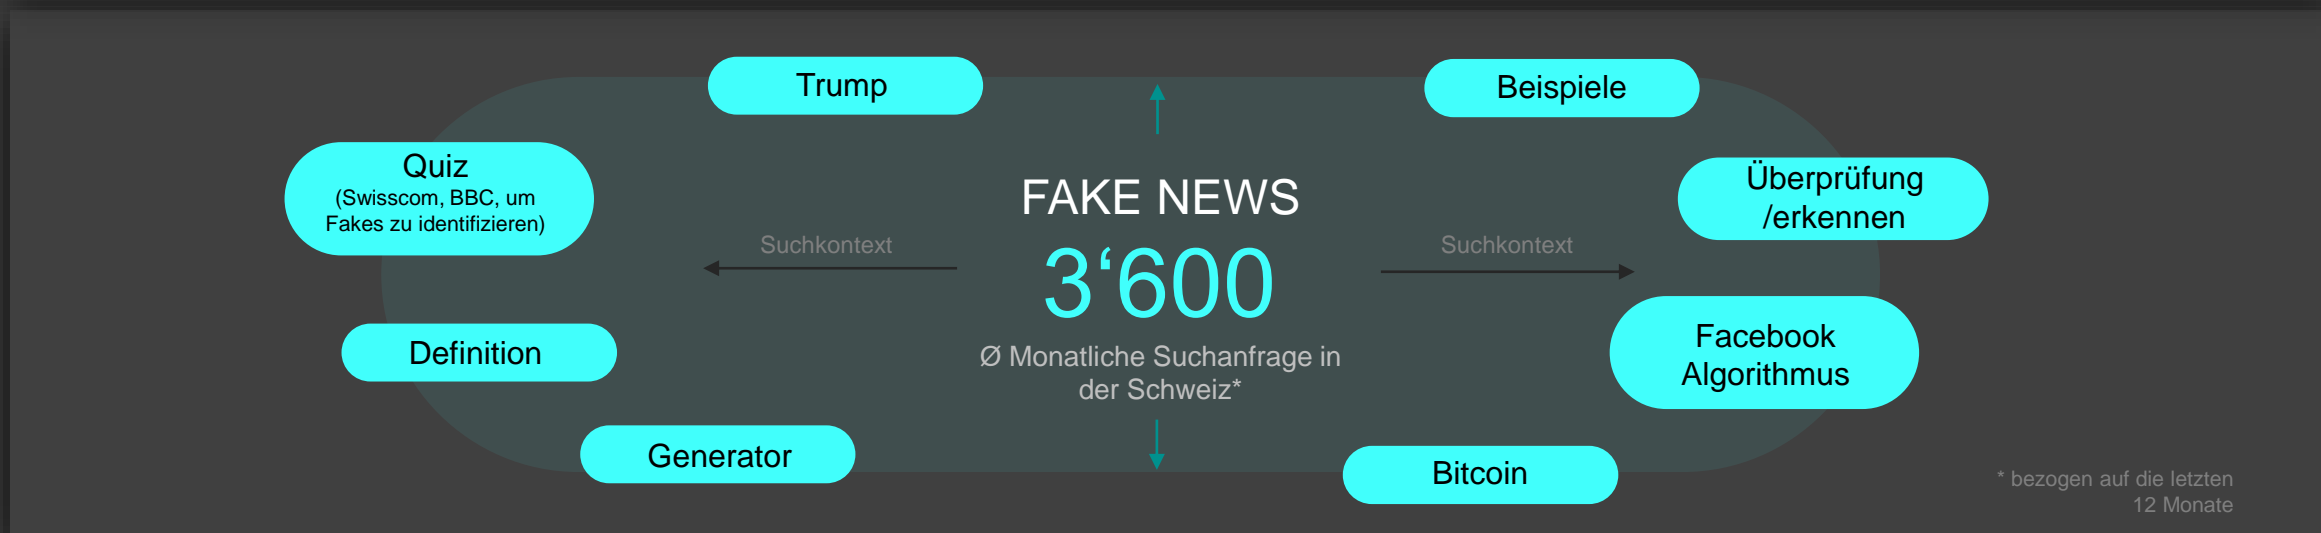 Trump
Beispiele
Quiz
(Swisscom, BBC, um
Fakes zu identifizieren)
Überprüfung
/erkennen
FAKE NEWS
Suchkontext
Suchkontext
3‘600
Definition
Facebook
Algorithmus
Ø Monatliche Suchanfrage in
der Schweiz*
Generator
Bitcoin
* bezogen auf die letzten
12 Monate